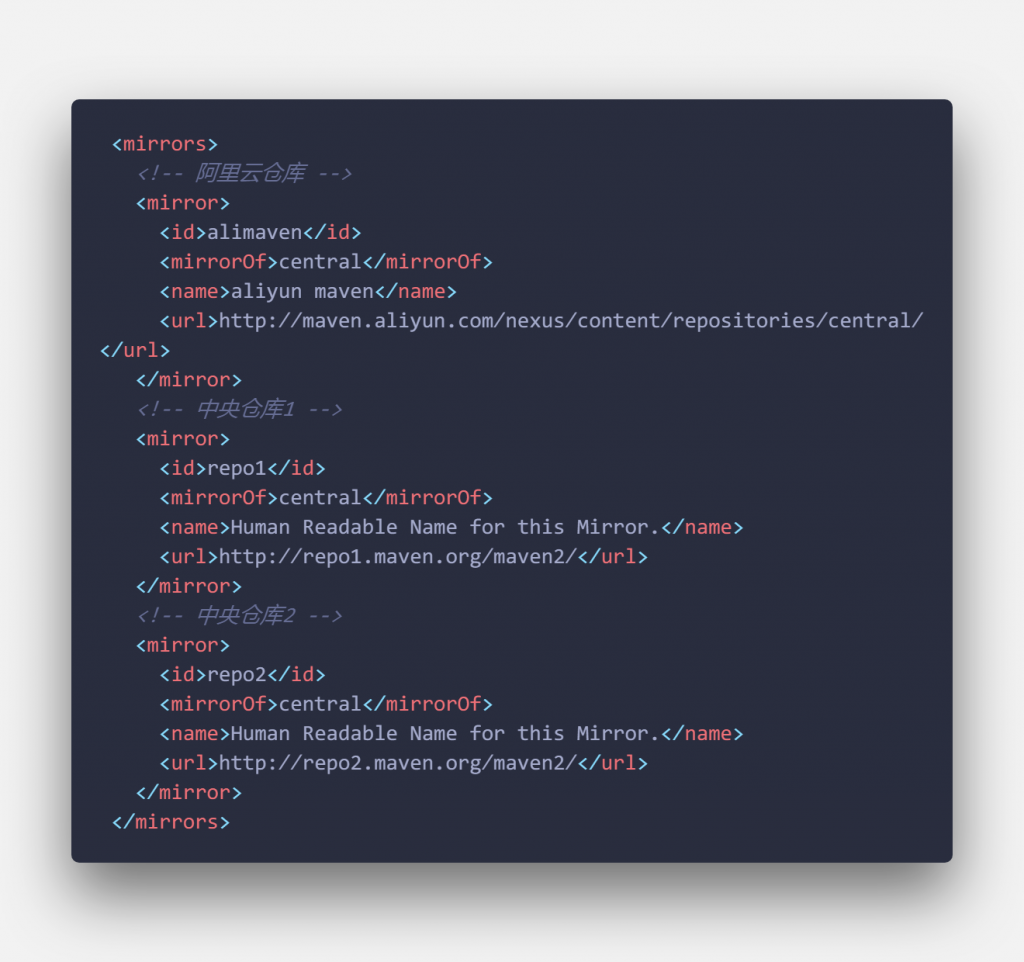 <mirrors>
<!-- 阿里云仓库 -->
<mirror>
<id>alimaven</id>
<mirrorOf>central</mirrorOf>
<name>aliyun maven</name>
<url>http://maven.aliyun.com/nexus/content/repositories/central/
</url>
</mirror>
<!-- 中央仓库1 -->
<mirror>
<id>repo1</id>
<mirrorOf>central</mirrorOf>
<name>Human Readable Name for this Mirror.</name>
<url>http://repo1.maven.org/maven2/</url>
</mirror>
<!-- 中央仓库2 -->
<mirror>
<id>repo2</id>
<mirrorOf>central</mirrorOf>
<name>Human Readable Name for this Mirror.</name>
<url>http://repo2.maven.org/maven2/</url>
</mirror>
</mirrors>